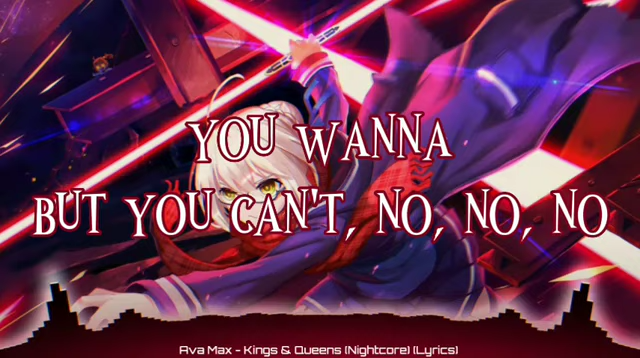 YOU WANNA
BUT YOU CAN'T, NO, NO, NO
Ava Max - Kings & Queens (Nightcore) (Lyrics)